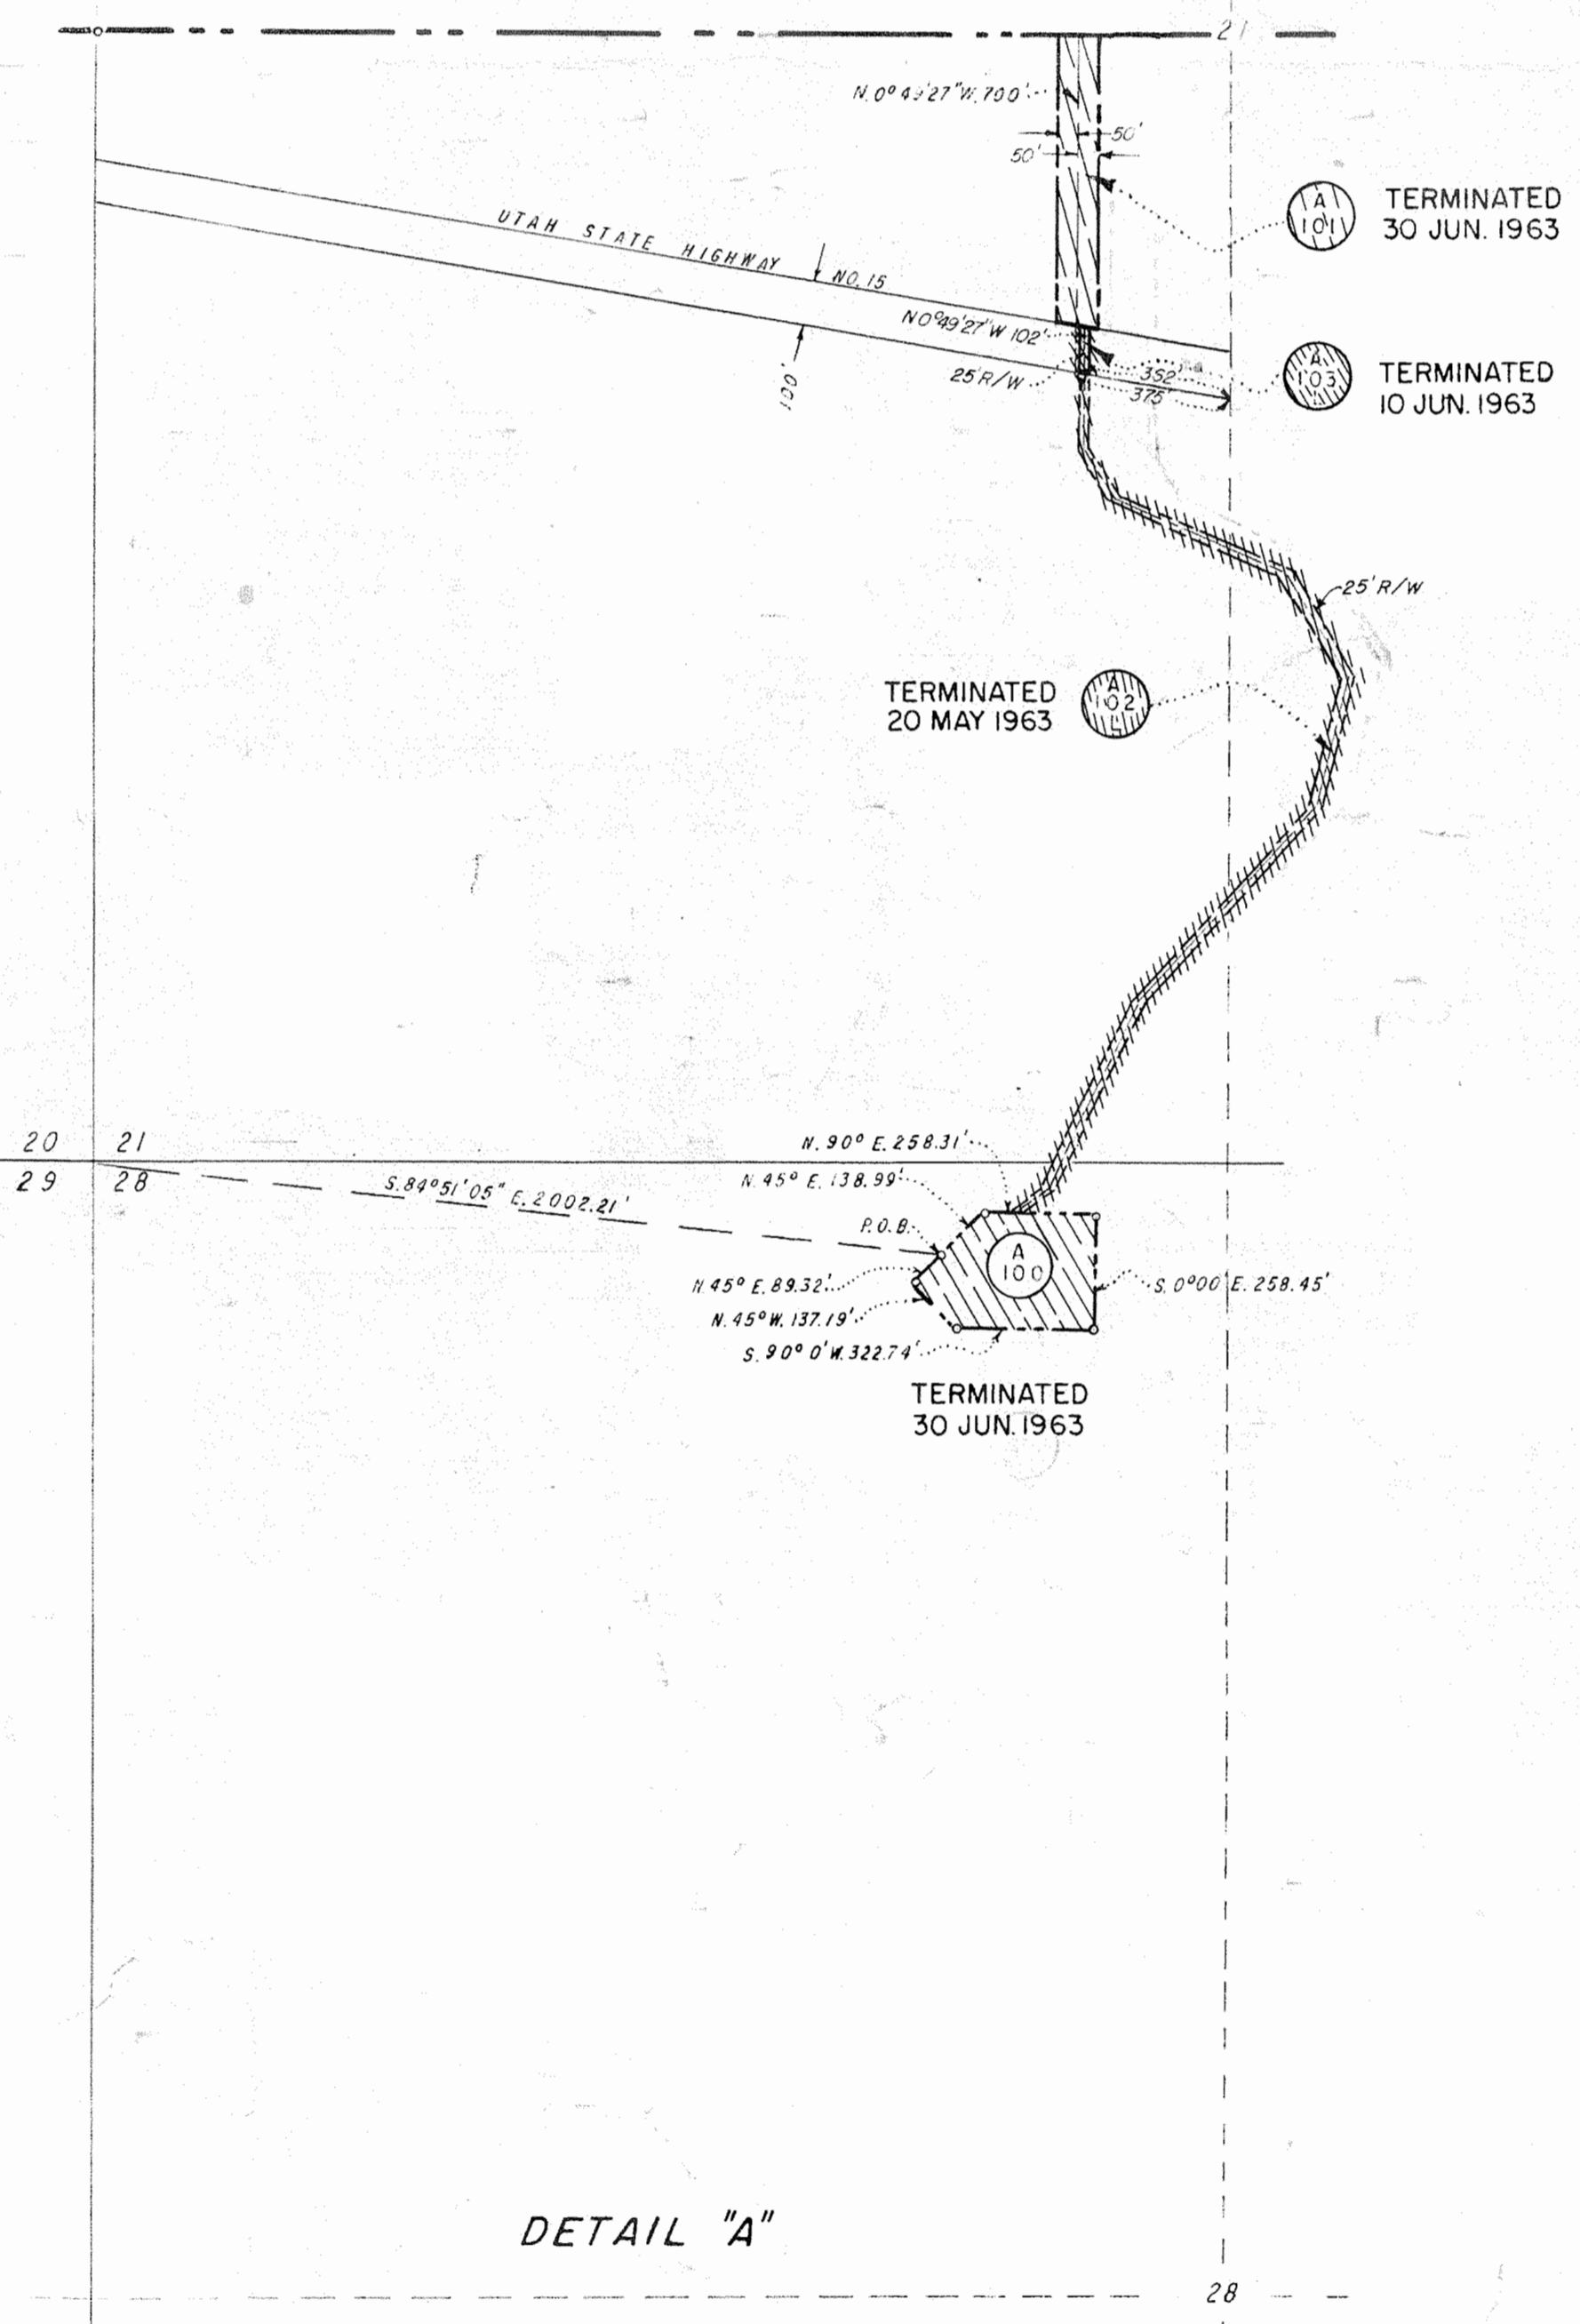 21
N. 0° 49' 27" W. 700'
50'
50'
A
101
TERMINATED
30 JUN. 1963
UTAH STATE HIGHWAY NO. 15
N 0° 49' 27" W 102'
100'
25' R/W
352'
375'
A
103
TERMINATED
10 JUN. 1963
25' R/W
TERMINATED
20 MAY 1963
A
102
L
20 21
29 28
N. 90° E. 258.31'
N. 45° E. 138.99'
S. 84° 51' 05" E. 2002.21'
P.O.B.
A
100
N. 45° E. 89.32'
S. 0° 00' E. 258.45'
N. 45° W. 137.19'
S. 90° 0' W. 322.74'
TERMINATED
30 JUN. 1963
DETAIL "A"
28